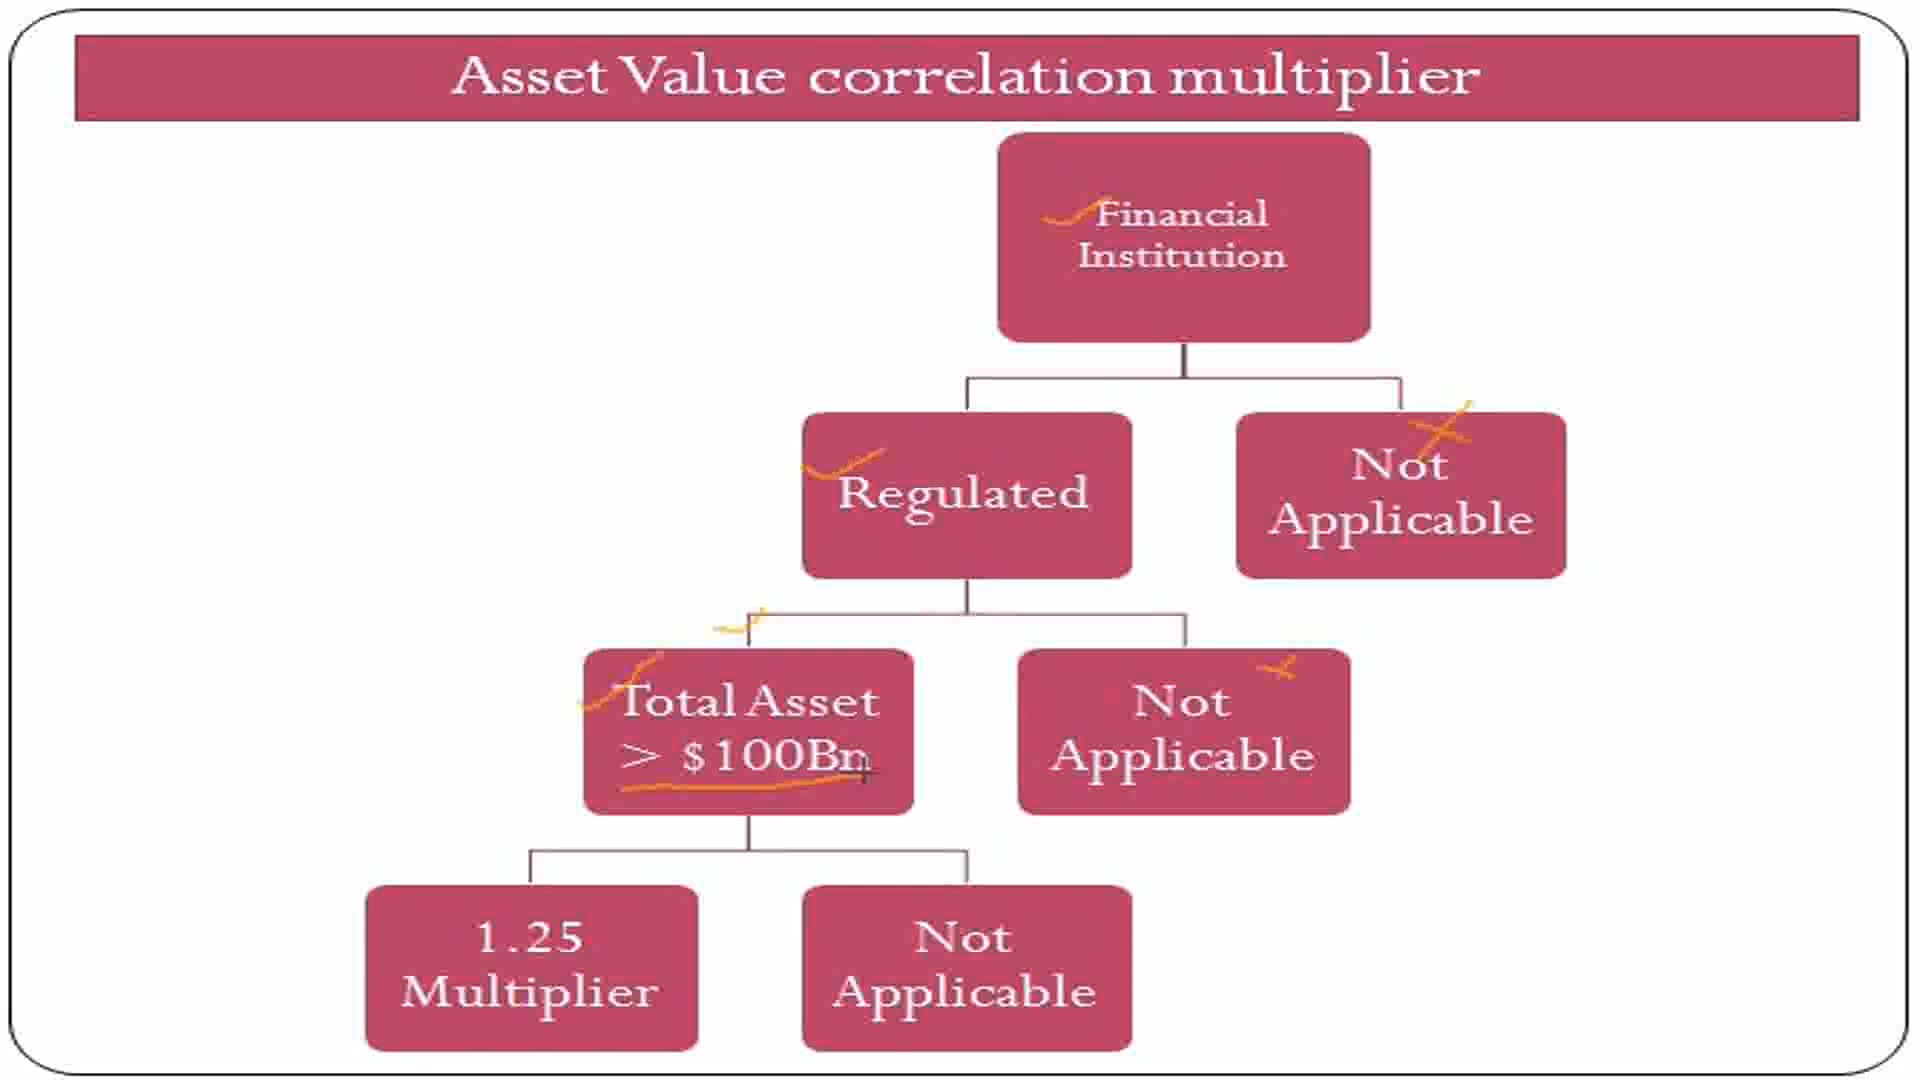 Asset Value correlation multiplier
Financial
Institution
Regulated
Not
Applicable
Total Asset
> $100Bn
Not
Applicable
1.25
Multiplier
Not
Applicable